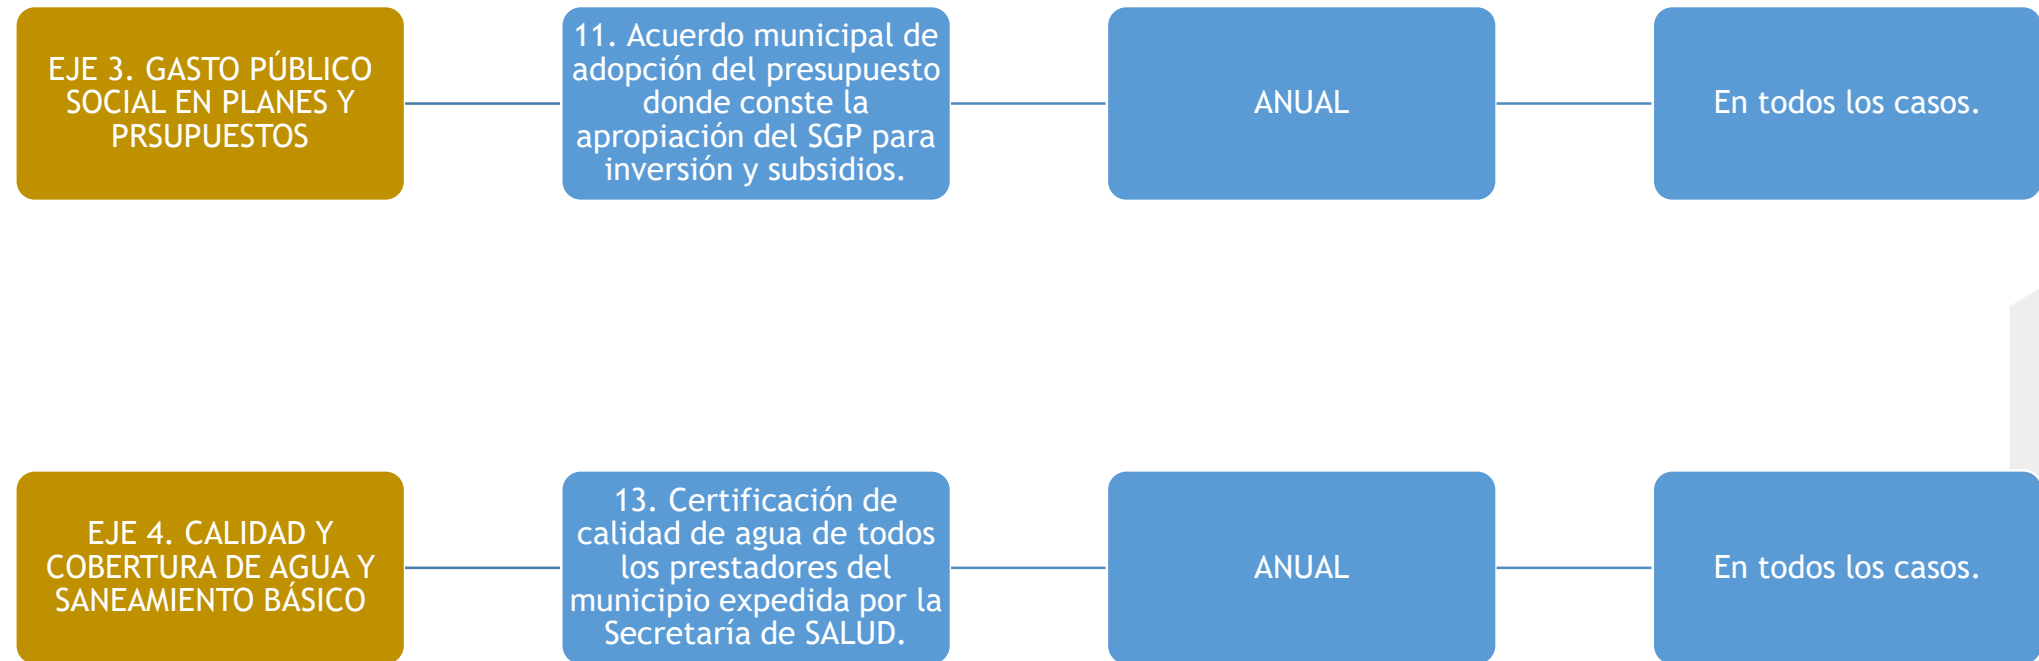 EJE 3. GASTO PÚBLICO
SOCIAL EN PLANES Y
PRSUPUESTOS
11. Acuerdo municipal de
adopción del presupuesto
donde conste la
apropiación del SGP para
inversión y subsidios.
ANUAL
En todos los casos.
EJE 4. CALIDAD Y
COBERTURA DE AGUA Y
SANEAMIENTO BÁSICO
13. Certificación de
calidad de agua de todos
los prestadores del
municipio expedida por la
Secretaría de SALUD.
ANUAL
En todos los casos.